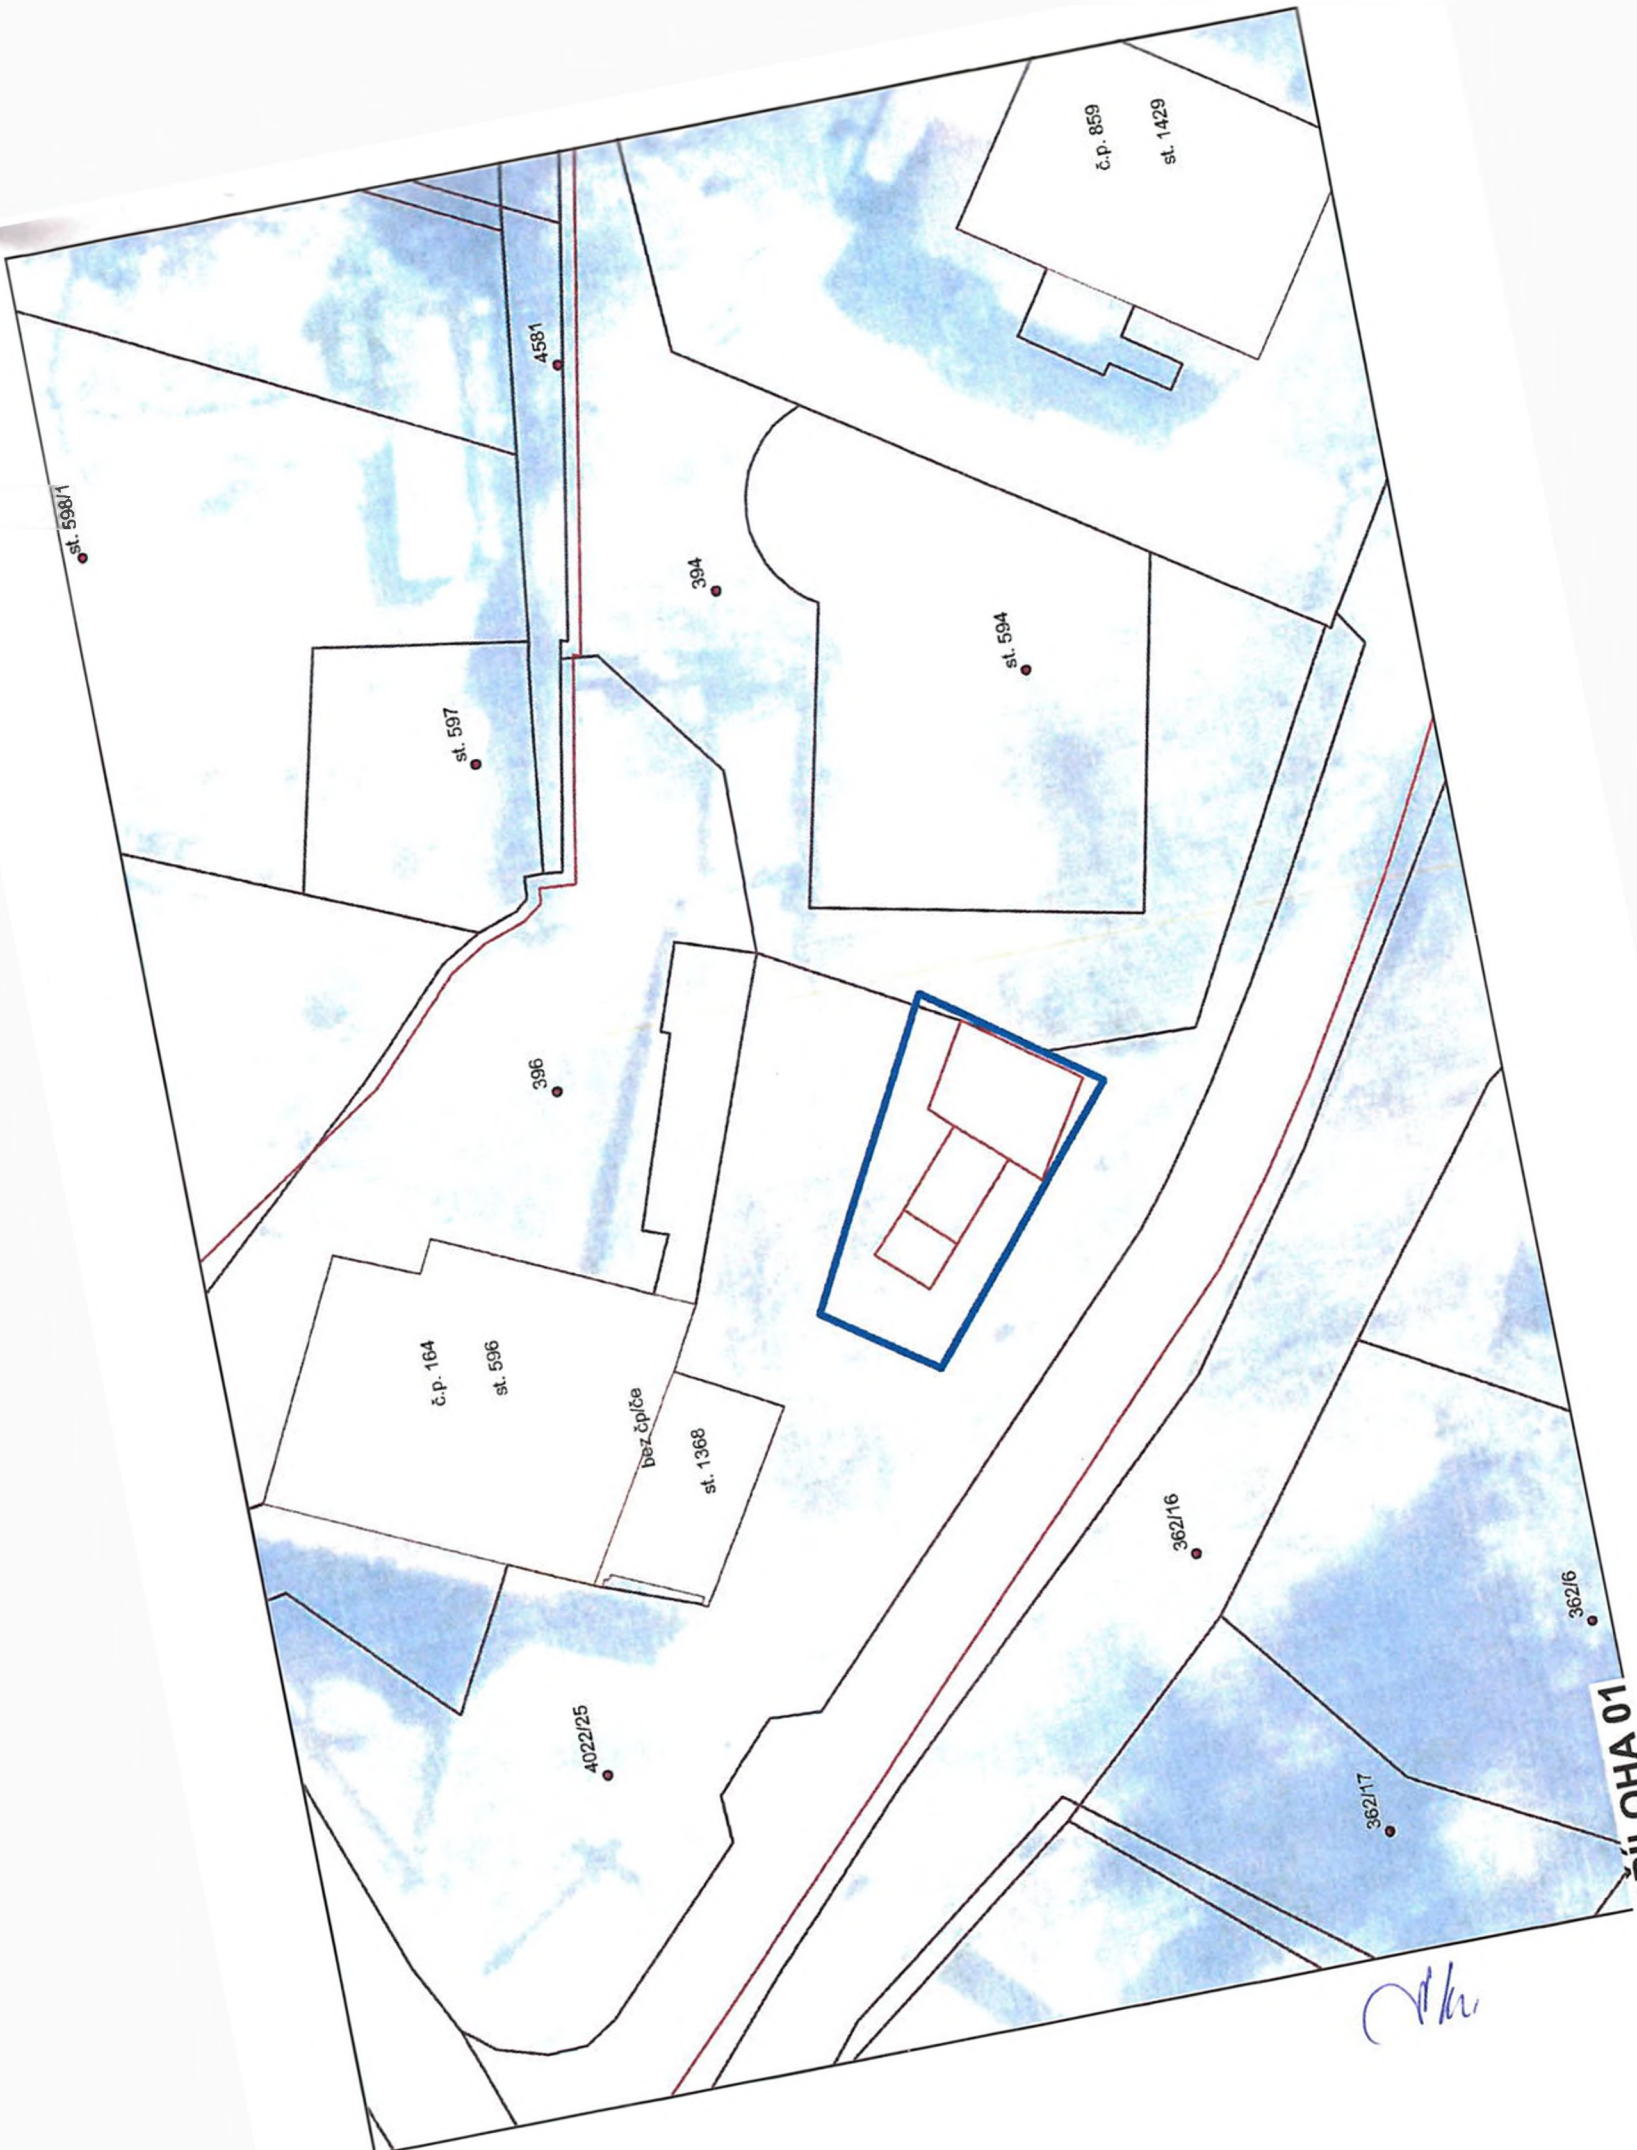 st. 598/1
4581
č.p. 859
st. 1429
394
st. 597
st. 594
396
č.p. 164
st. 596
bez čp/če
st. 1368
362/16
362/6
4022/25
362/17
OHA 01